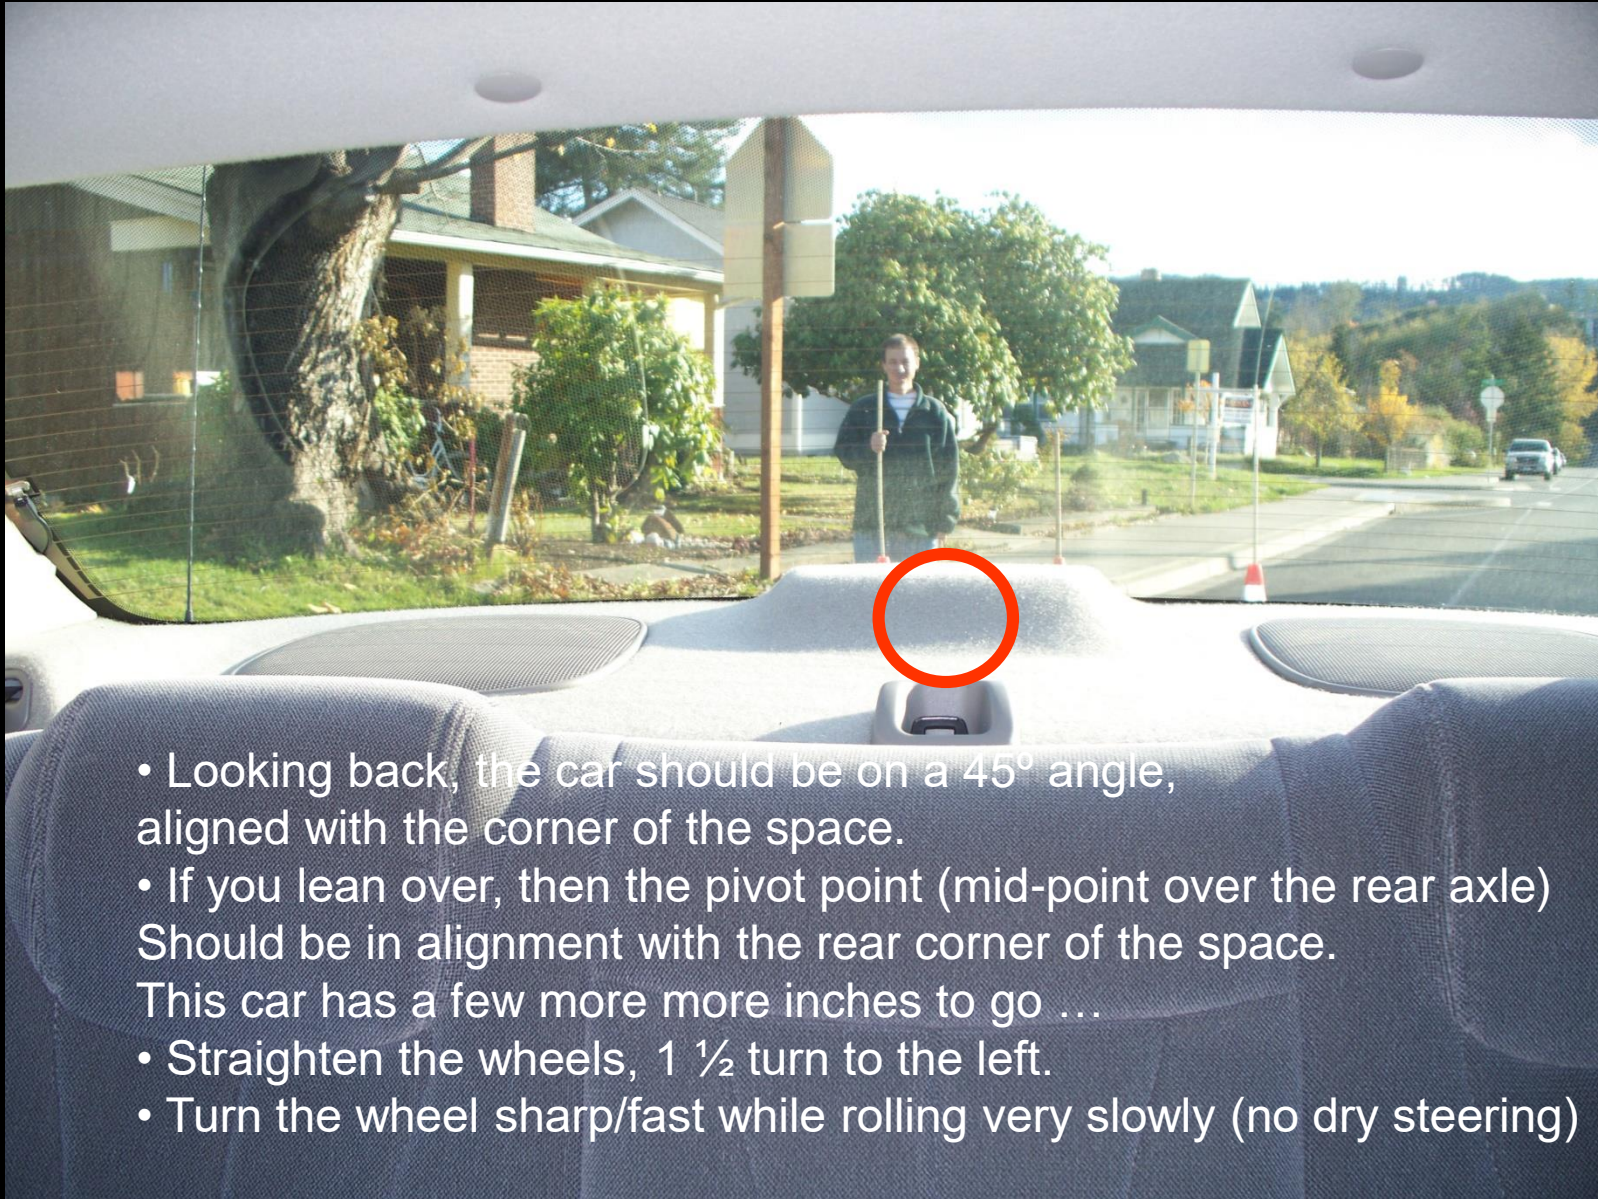 • Looking back, the car should be on a 45º angle,
aligned with the corner of the space.
• If you lean over, then the pivot point (mid-point over the rear axle)
Should be in alignment with the rear corner of the space.
This car has a few more more inches to go …
• Straighten the wheels, 1 ½ turn to the left.
• Turn the wheel sharp/fast while rolling very slowly (no dry steering)